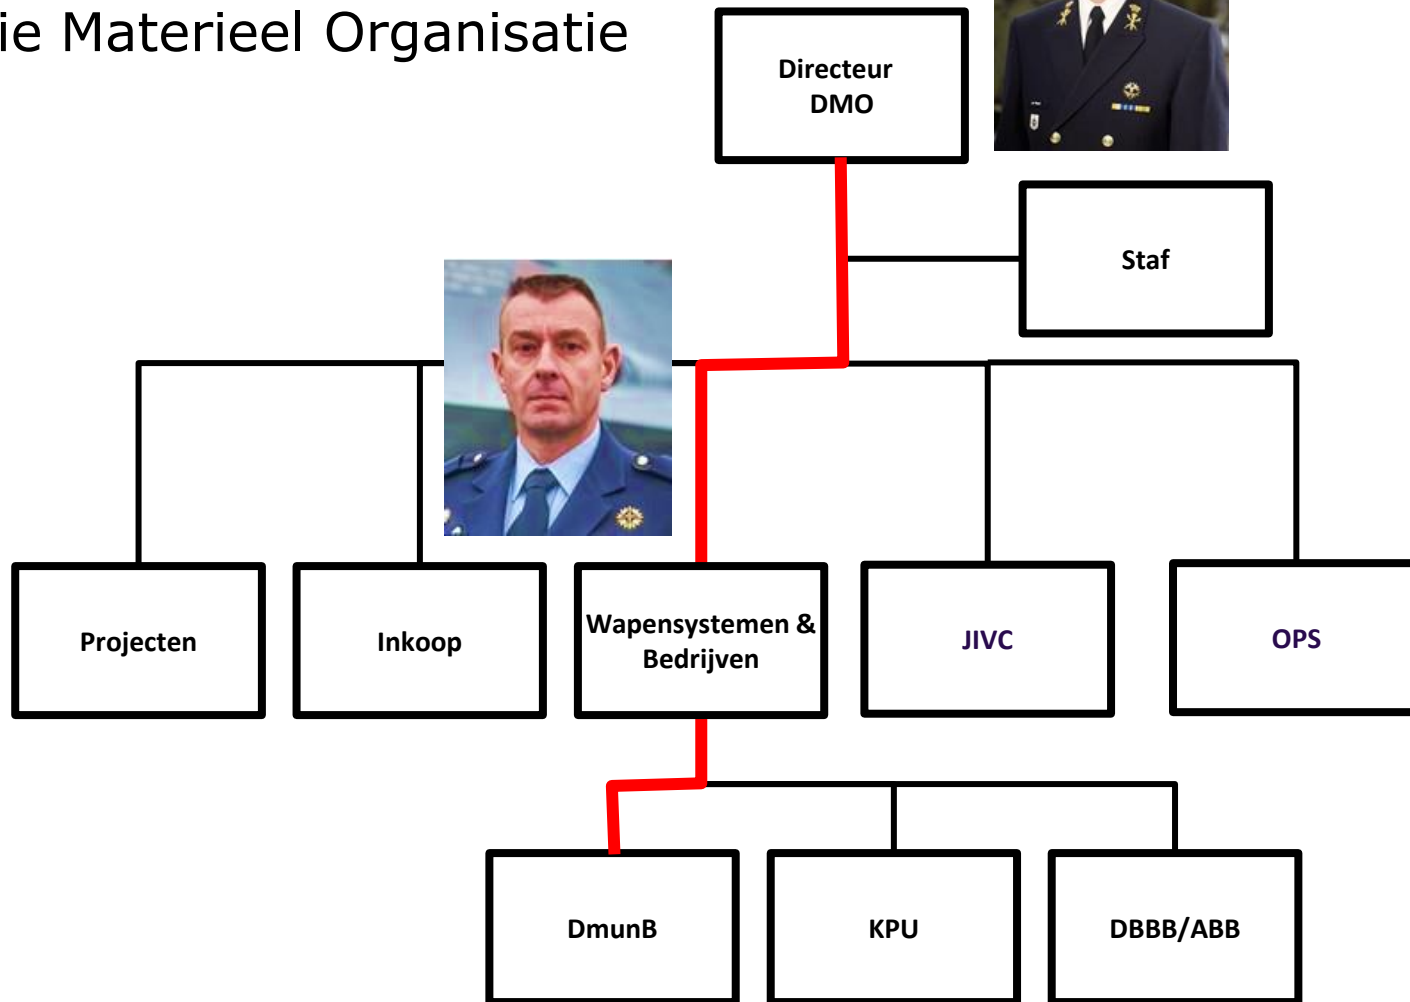 ie Materieel Organisatie
Directeur
DMO
Staf
Projecten
Inkoop
Wapensystemen &
Bedrijven
JIVC
OPS
DmunB
KPU
DBBB/ABB